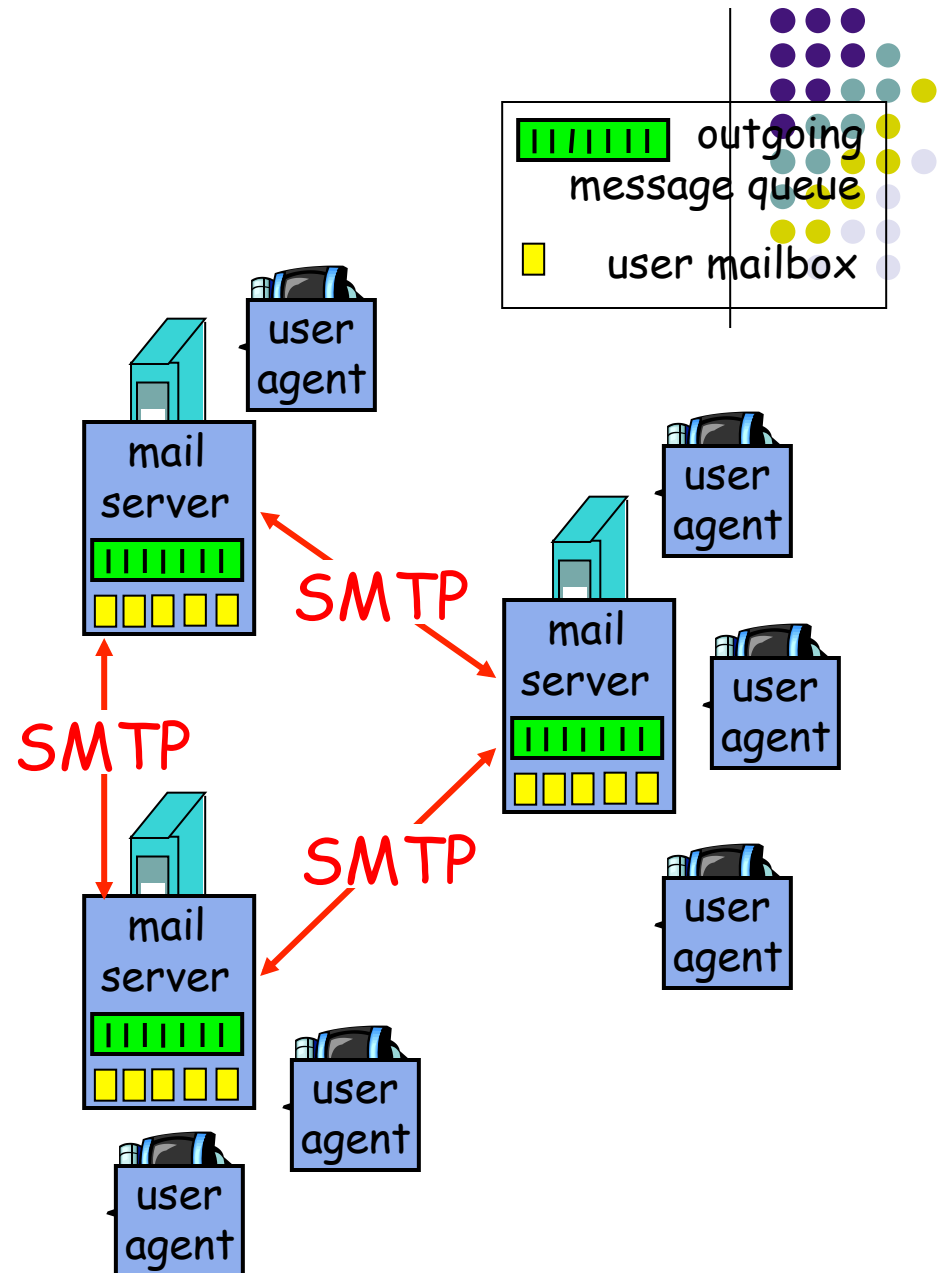 outgoing
message queue
user mailbox
user
agent
mail
server
user
agent
SMTP
mail
server
user
agent
SMTP
SMTP
user
agent
mail
server
user
agent
user
agent